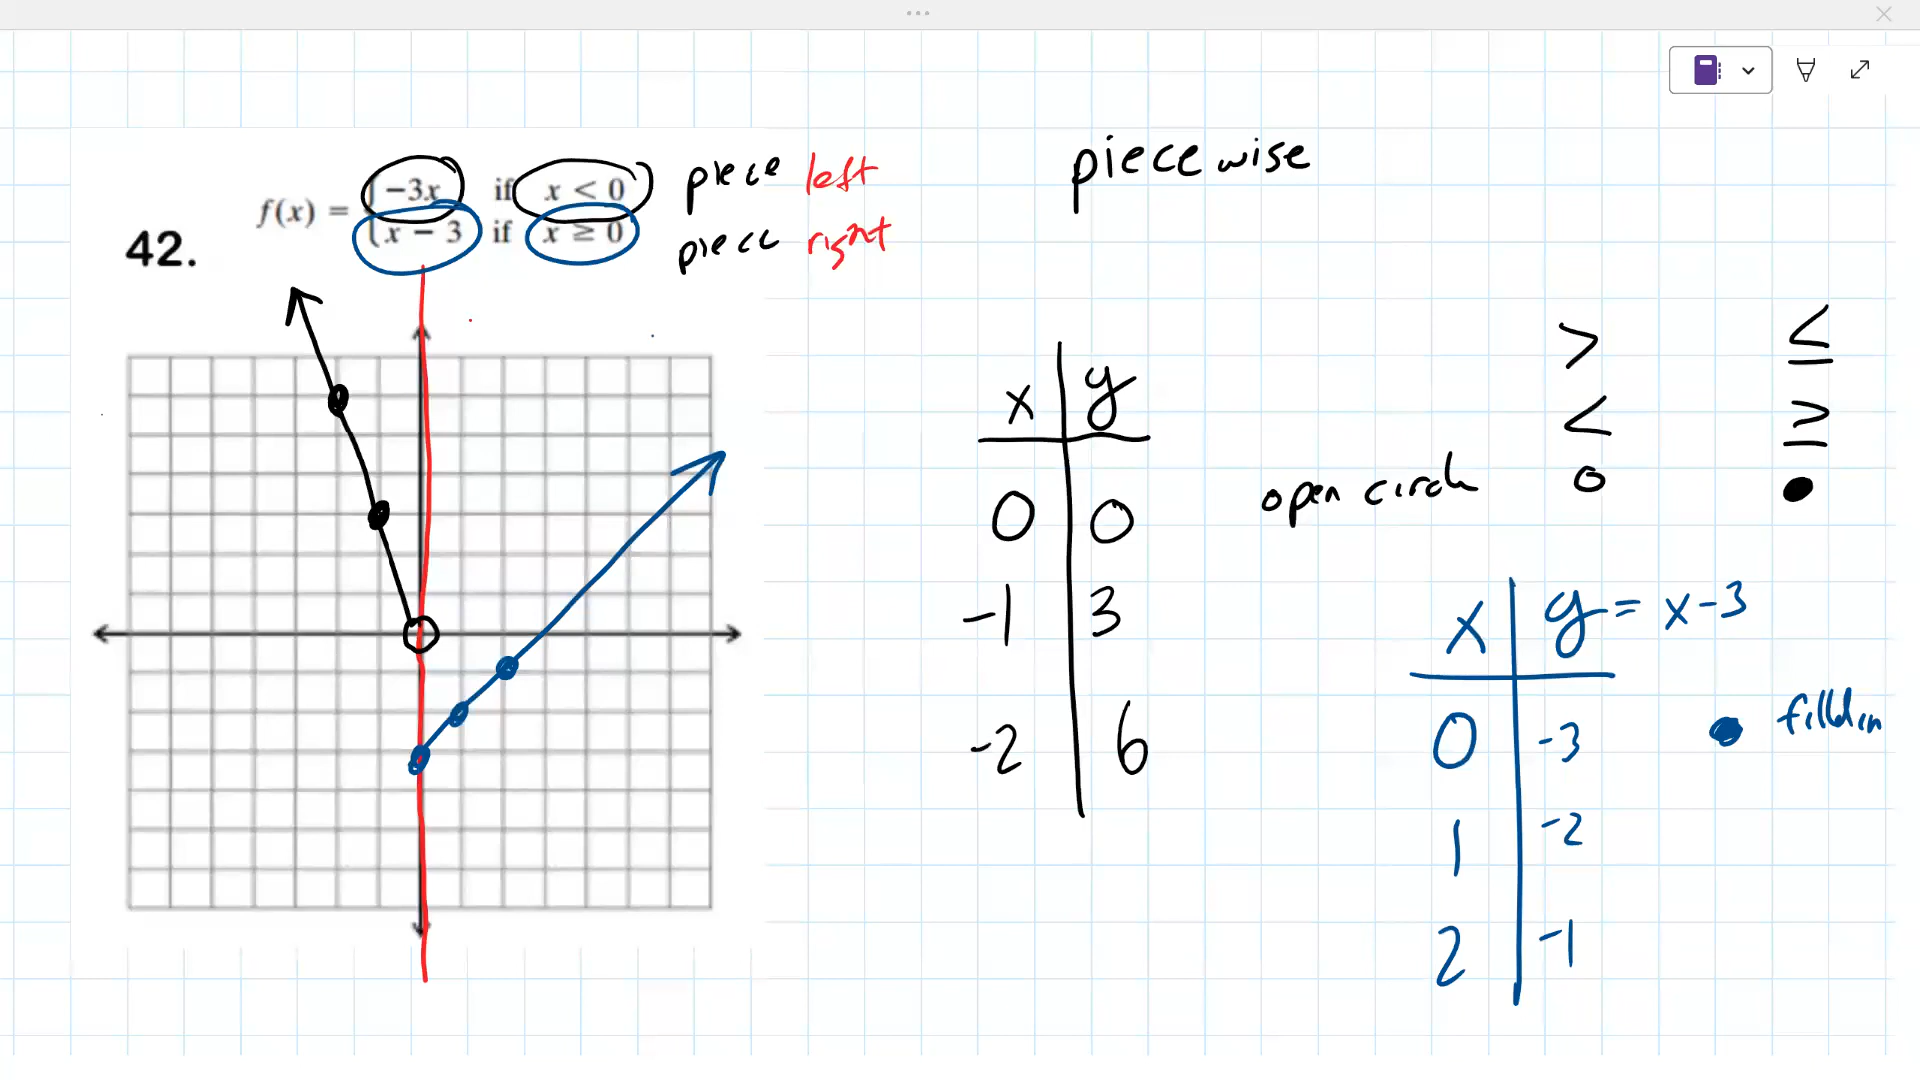 piecewise
f(x) = { -3x if x < 0 piece left
x - 3 if x ≥ 0 piece right
42.
> ≤
< ≥
x y
open circle
0 0
-1 3
-2 6
x y = x-3
0 -3
filled in
1 -2
2 -1